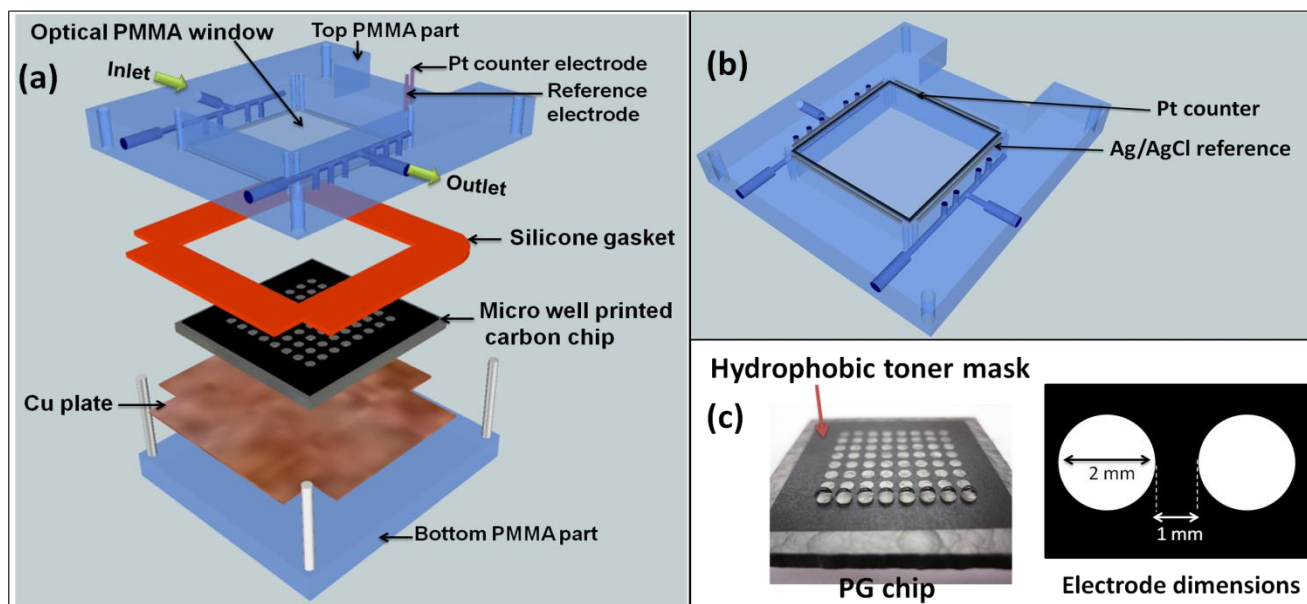 (a)
Optical PMMA window
Top PMMA part
Inlet
Pt counter electrode
Reference
electrode
Outlet
Silicone gasket
Micro well printed
carbon chip
Cu plate
Bottom PMMA part
(b)
Pt counter
Ag/AgCl reference
Hydrophobic toner mask
(c)
2 mm
1 mm
PG chip
Electrode dimensions